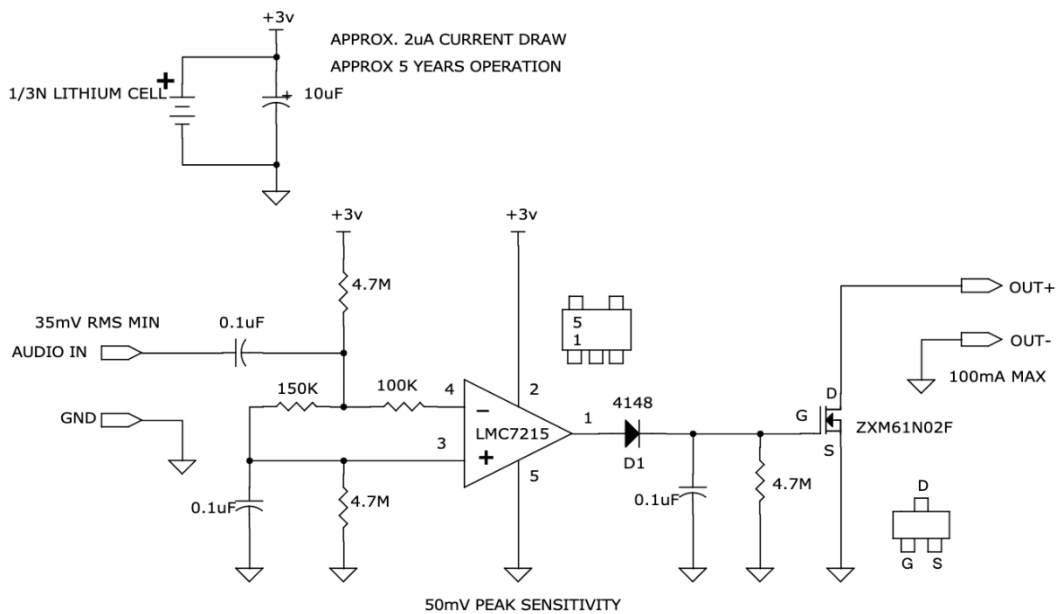 +3v
APPROX. 2uA CURRENT DRAW
APPROX 5 YEARS OPERATION
+
1/3N LITHIUM CELL
+
10uF
+3v
+3v
4.7M
35mV RMS MIN
0.1uF
AUDIO IN
5
1
OUT+
OUT-
100mA MAX
150K
100K
4
2
4148
D
GND
−
1
G
ZXM61N02F
LMC7215
3
+
D1
S
5
0.1uF
4.7M
0.1uF
4.7M
D
G S
50mV PEAK SENSITIVITY